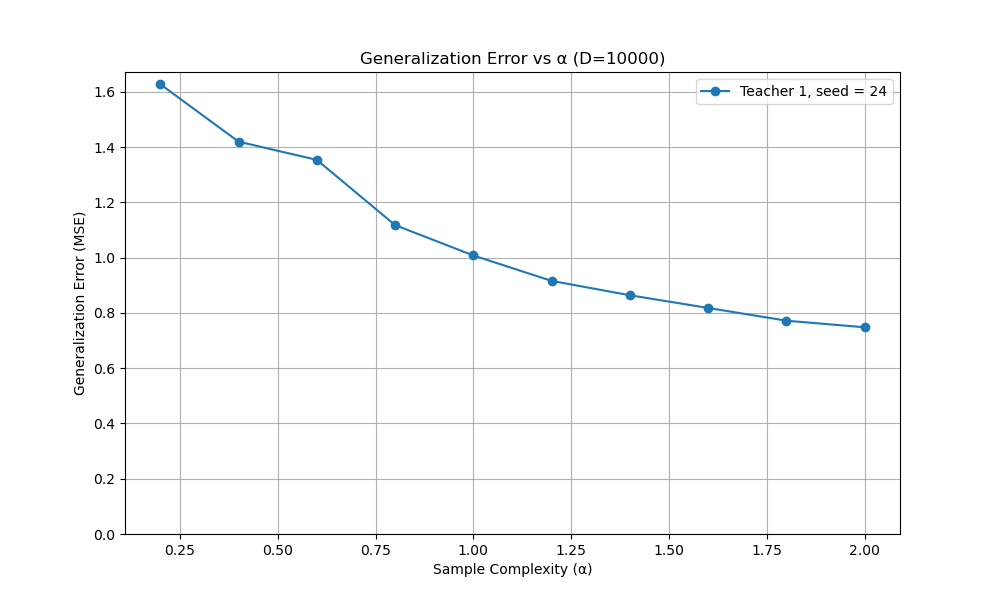 Generalization Error vs α (D=10000)
Teacher 1, seed = 24
Generalization Error (MSE)
1.6
1.4
1.2
1.0
0.8
0.6
0.4
0.2
0.0
0.25 0.50 0.75 1.00 1.25 1.50 1.75 2.00
Sample Complexity (α)